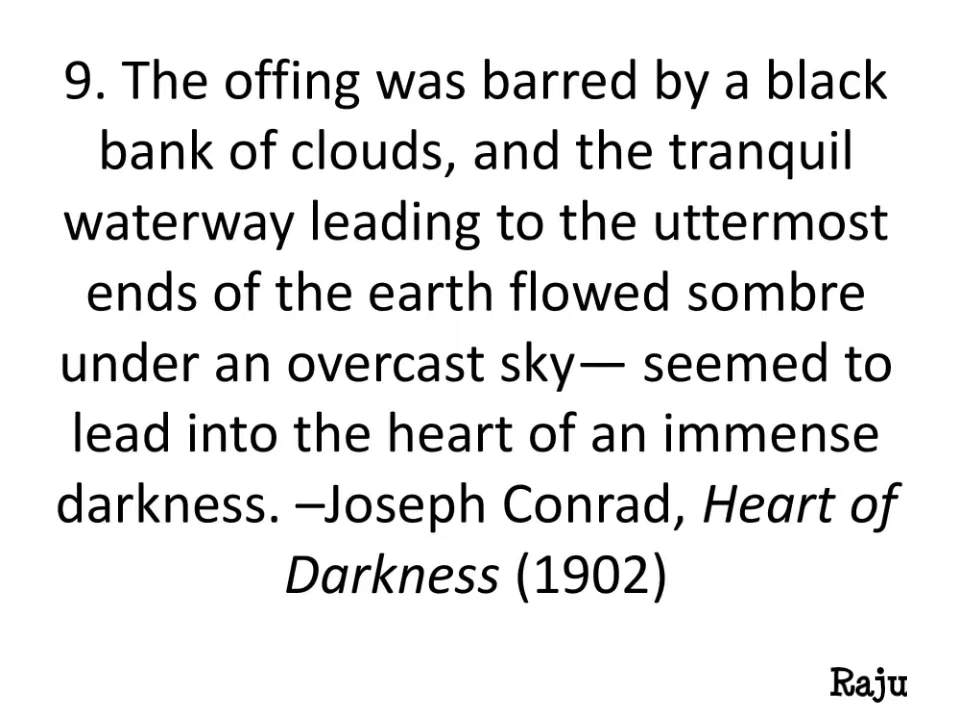 9. The offing was barred by a black
bank of clouds, and the tranquil
waterway leading to the uttermost
ends of the earth flowed sombre
under an overcast sky— seemed to
lead into the heart of an immense
darkness. –Joseph Conrad, Heart of
Darkness (1902)
Raju